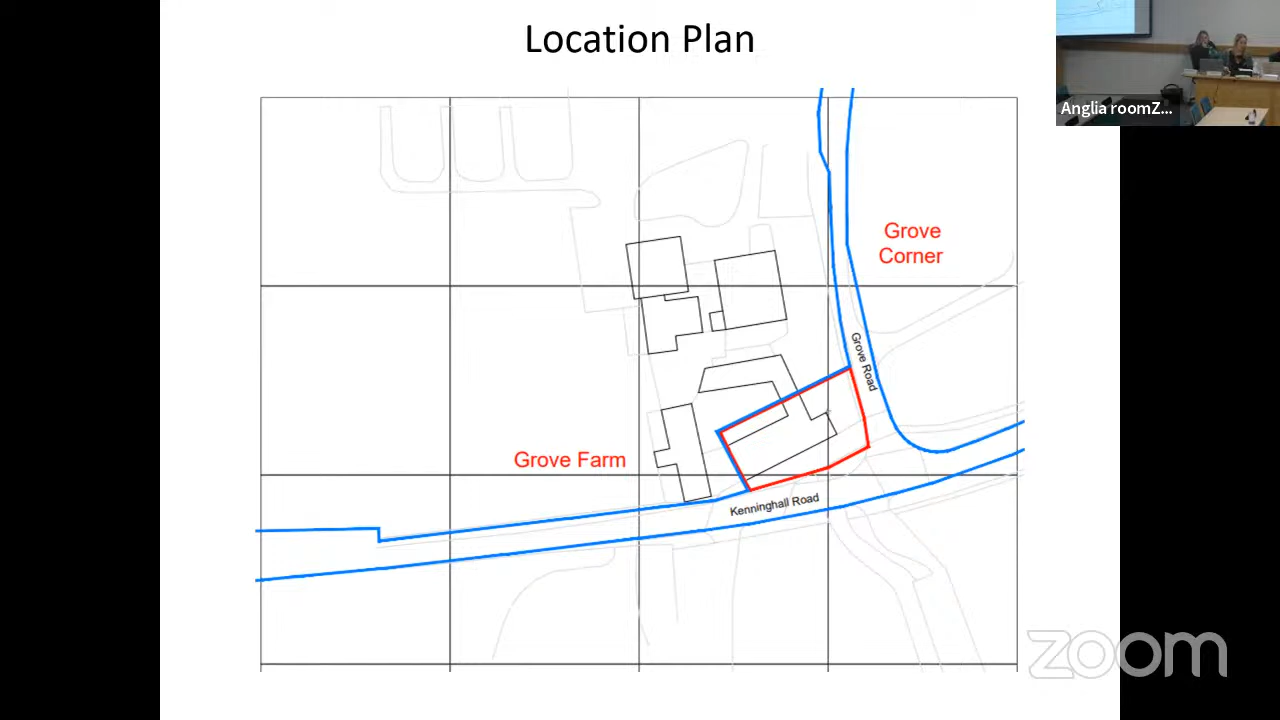 Location Plan
Anglia roomZ...
Grove
Corner
Grove Road
Grove Farm
Kenninghall Road
zoom